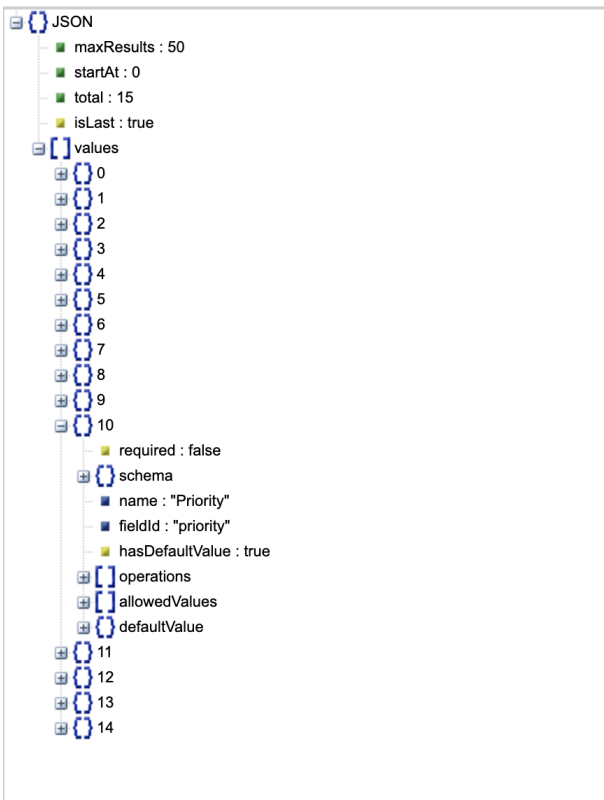 JSON
maxResults : 50
startAt : 0
total : 15
isLast : true
values
0
1
2
3
4
5
6
7
8
9
10
required : false
schema
name : "Priority"
fieldId : "priority"
hasDefaultValue : true
operations
allowedValues
defaultValue
11
12
13
14